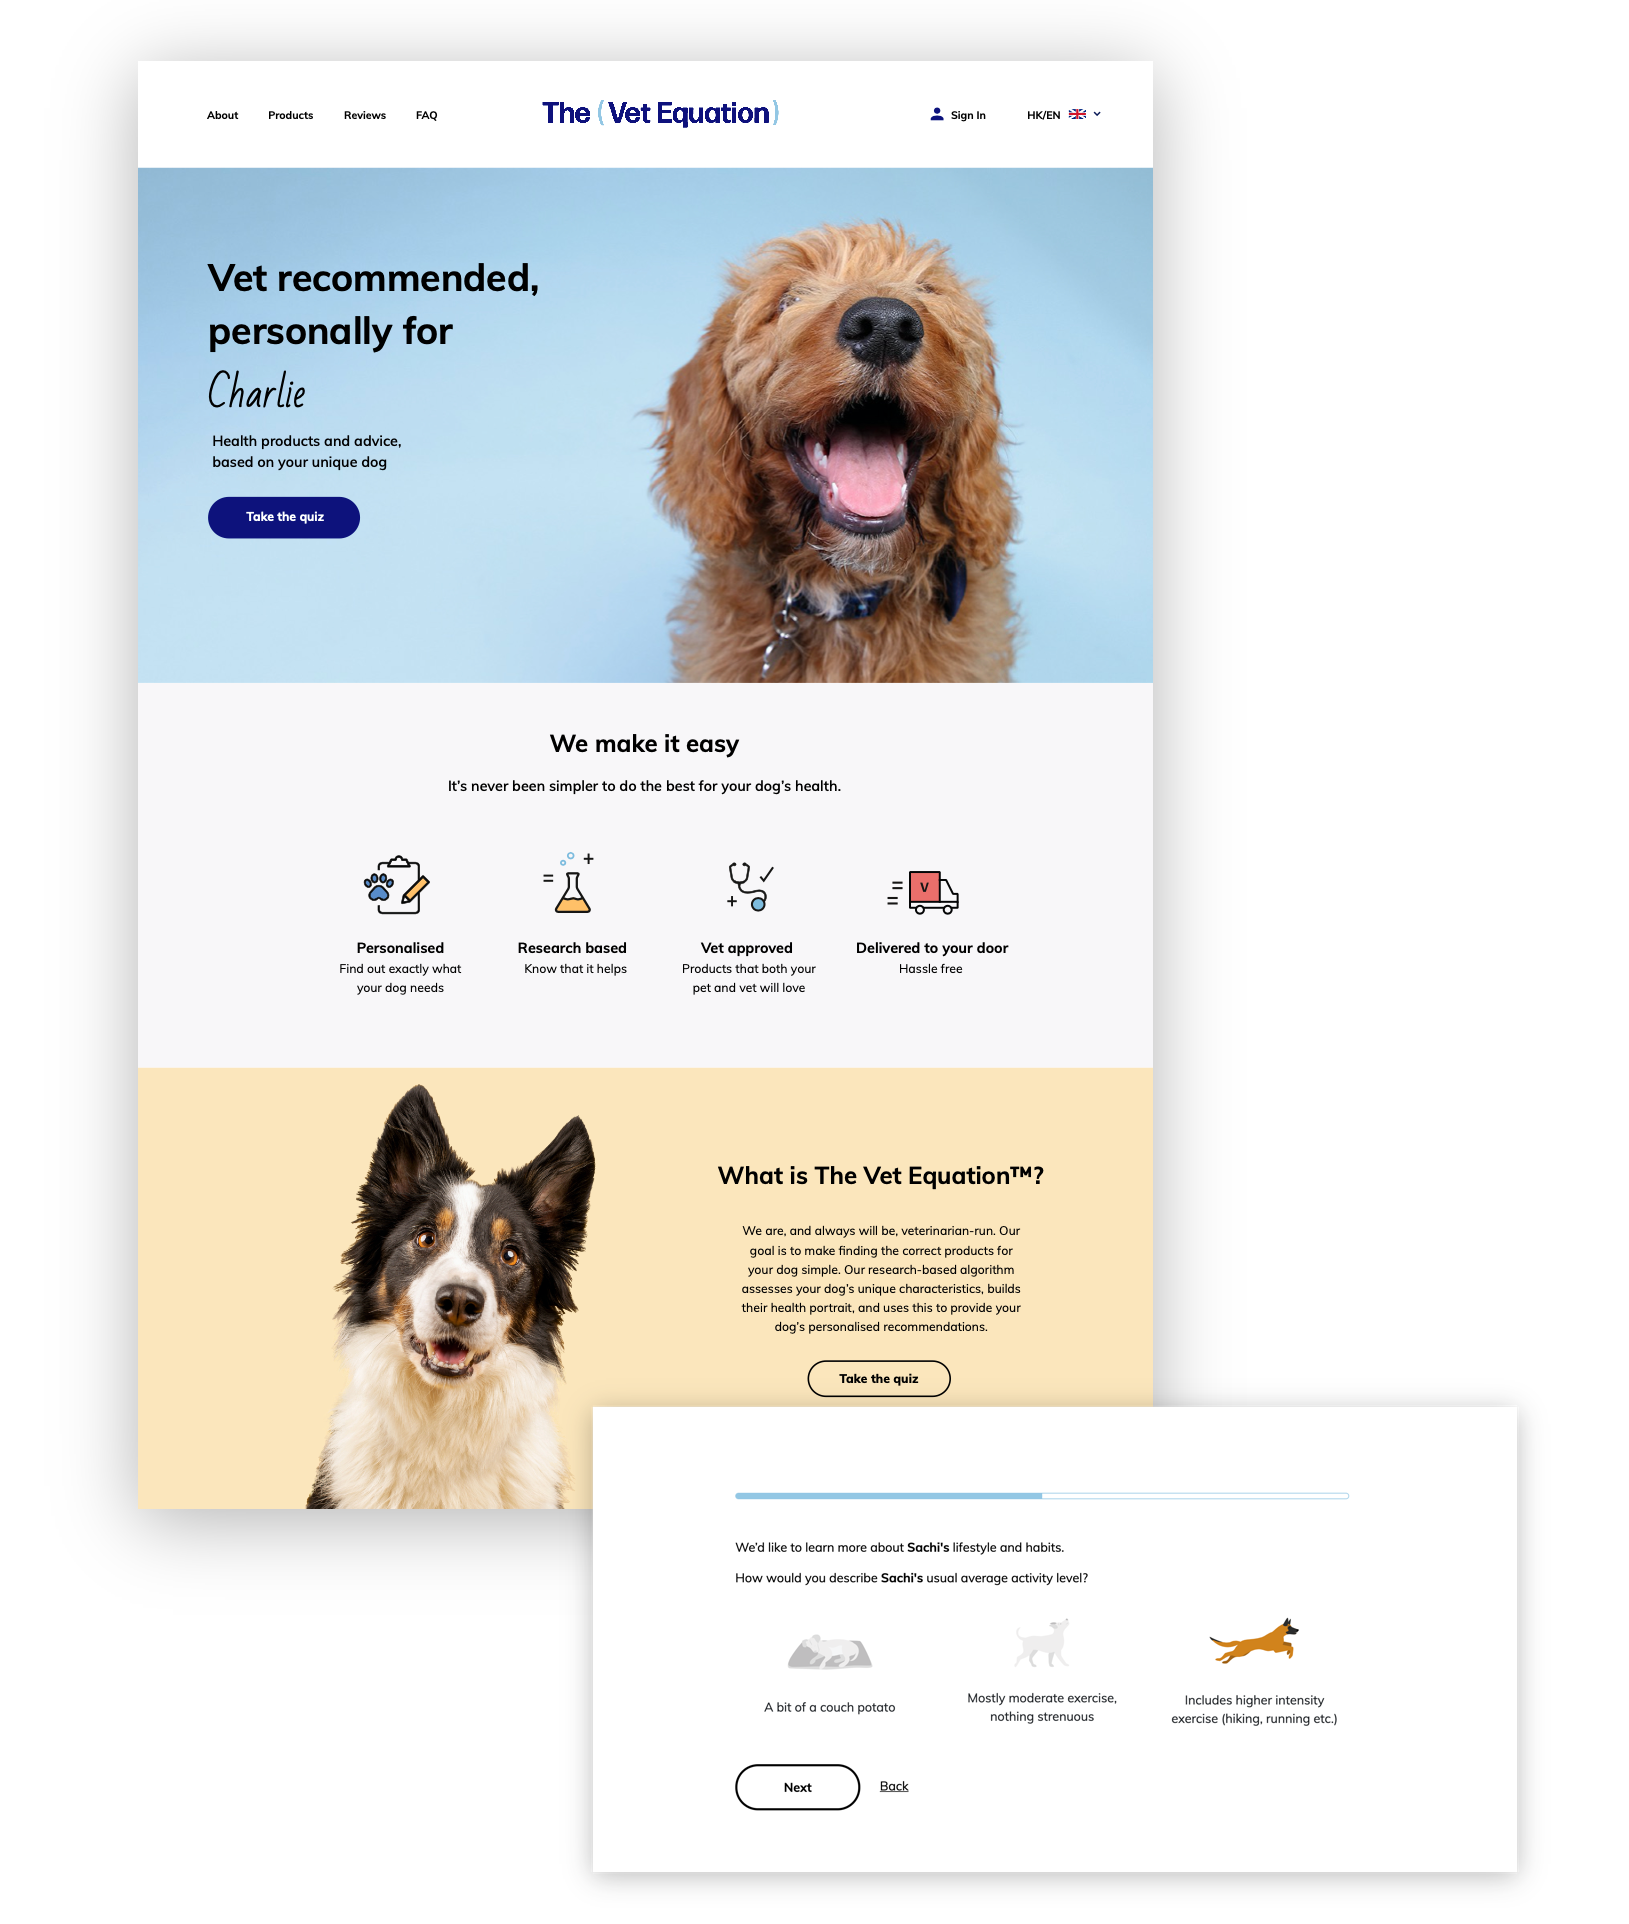 About Products Reviews FAQ
The (Vet Equation)
Sign In
HK/EN
Vet recommended,
personally for
Charlie
Health products and advice,
based on your unique dog
Take the quiz
We make it easy
It's never been simpler to do the best for your dog's health.
V
Personalised
Find out exactly what
your dog needs
Research based
Know that it helps
Vet approved
Products that both your
pet and vet will love
Delivered to your door
Hassle free
What is The Vet Equation™?
We are, and always will be, veterinarian-run. Our
goal is to make finding the correct products for
your dog simple. Our research-based algorithm
assesses your dog's unique characteristics, builds
their health portrait, and uses this to provide your
dog's personalised recommendations.
Take the quiz
We'd like to learn more about Sachi's lifestyle and habits.
How would you describe Sachi's usual average activity level?
A bit of a couch potato
Mostly moderate exercise,
nothing strenuous
Includes higher intensity
exercise (hiking, running etc.)
Next
Back